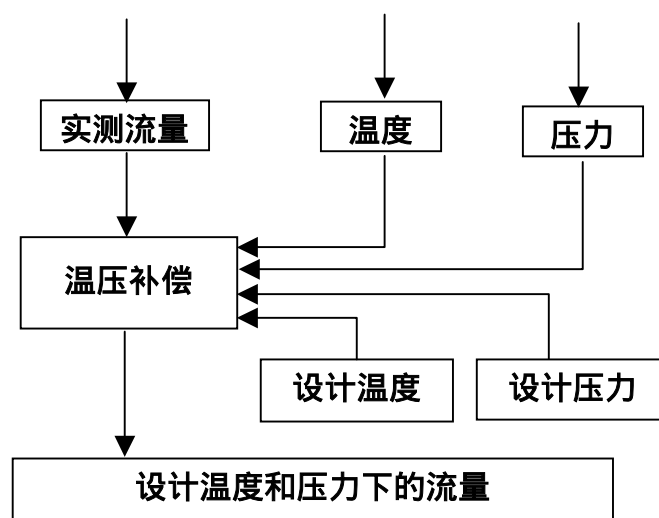 实测流量
温度
压力
温压补偿
设计温度
设计压力
设计温度和压力下的流量